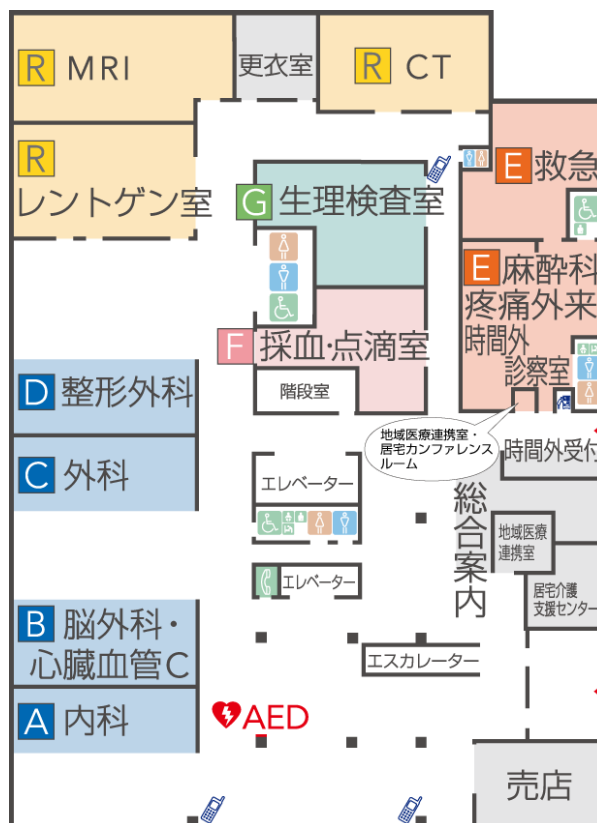 R MRI
更衣室
R CT
R
レントゲン室
G 生理検査室
E 救急
E 麻酔科
疼痛外来
時間外
診察室
F 採血・点滴室
階段室
D 整形外科
地域医療連携室・
居宅カンファレンス
ルーム
時間外受付
C 外科
エレベーター
総合案内
地域医療
連携室
エレベーター
居宅介護
支援センター
B 脳外科・
心臓血管C
エスカレーター
A 内科
AED
売店